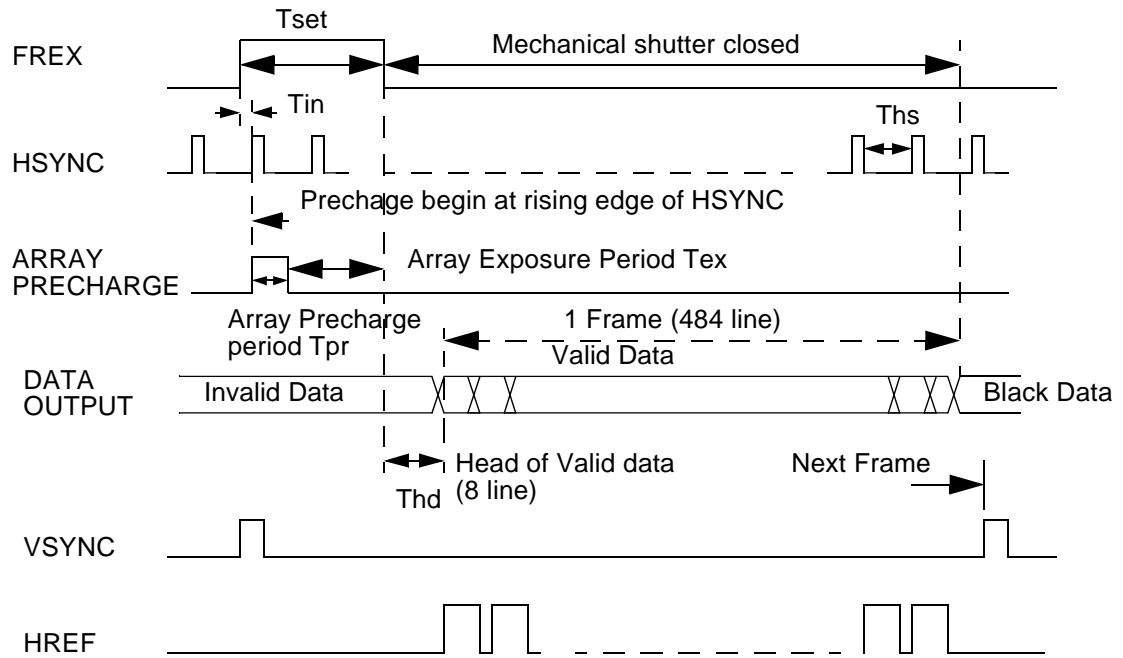 Tset
FREX
Mechanical shutter closed
Tin
Ths
HSYNC
Prechage begin at rising edge of HSYNC
ARRAY
PRECHARGE
Array Exposure Period Tex
Array Precharge
period Tpr
1 Frame (484 line)
Valid Data
DATA
OUTPUT
Invalid Data
Black Data
Head of Valid data
(8 line)
Thd
Next Frame
VSYNC
HREF